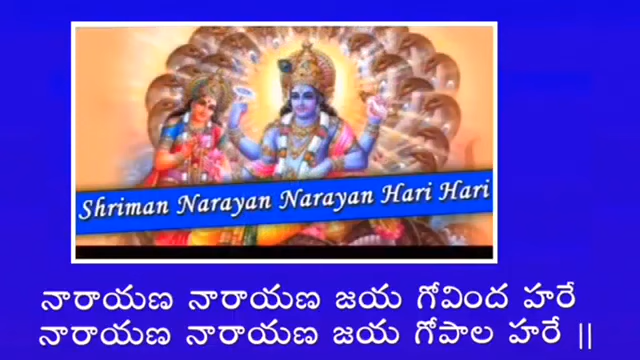 Shriman Narayan Narayan Hari Hari
నారాయణ నారాయణ జయ గోవింద హరే
నారాయణ నారాయణ జయ గోపాల హరే ||